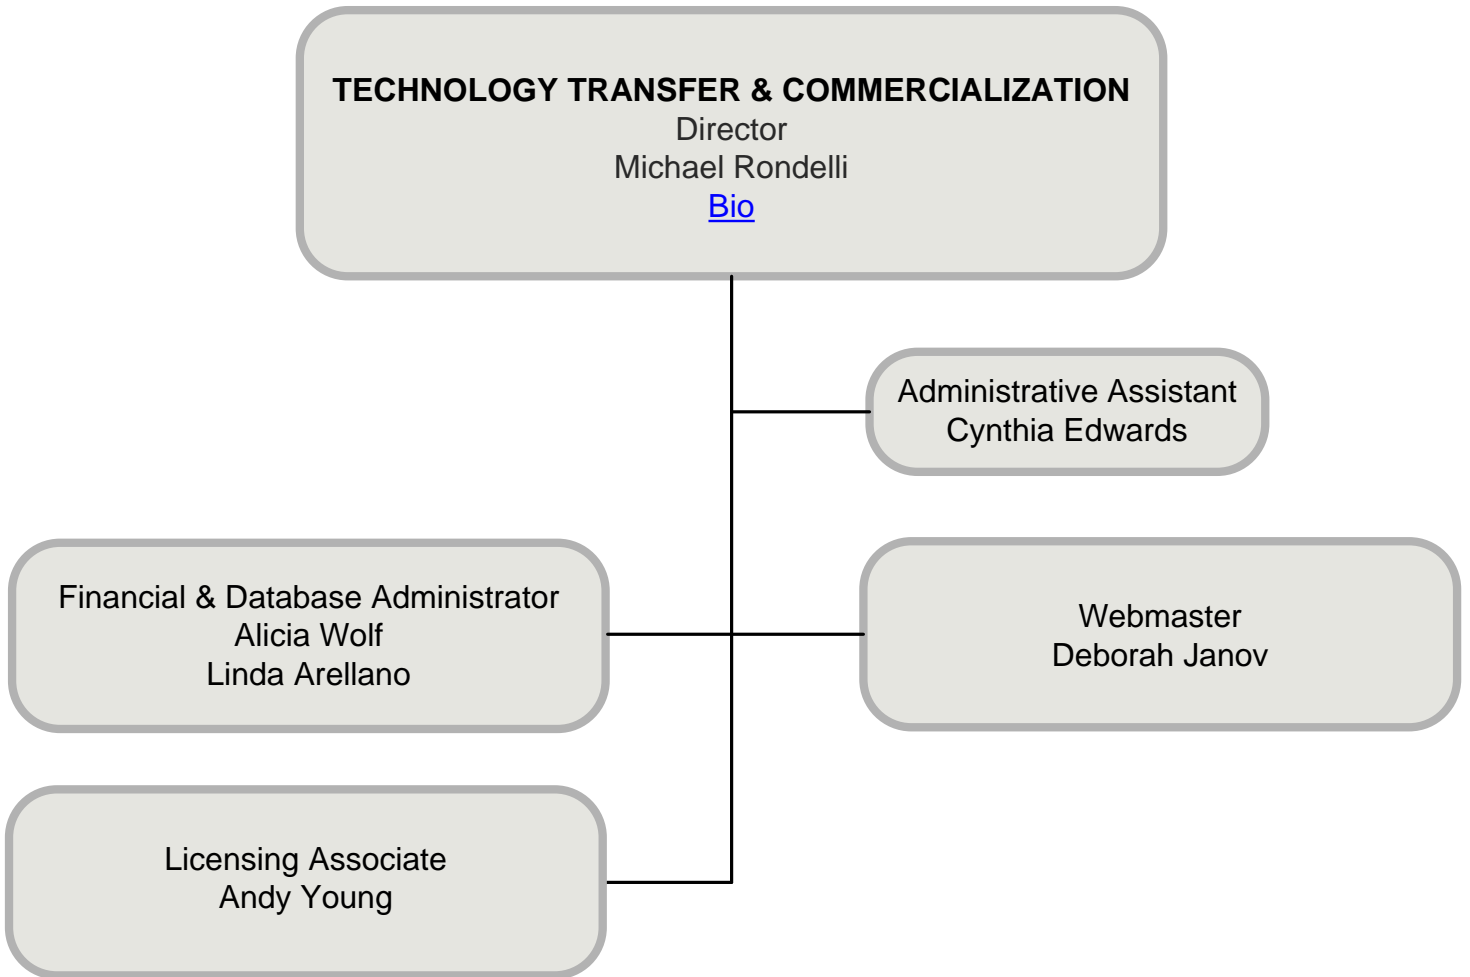 TECHNOLOGY TRANSFER & COMMERCIALIZATION
Director
Michael Rondelli
Bio
Administrative Assistant
Cynthia Edwards
Financial & Database Administrator
Alicia Wolf
Linda Arellano
Webmaster
Deborah Janov
Licensing Associate
Andy Young